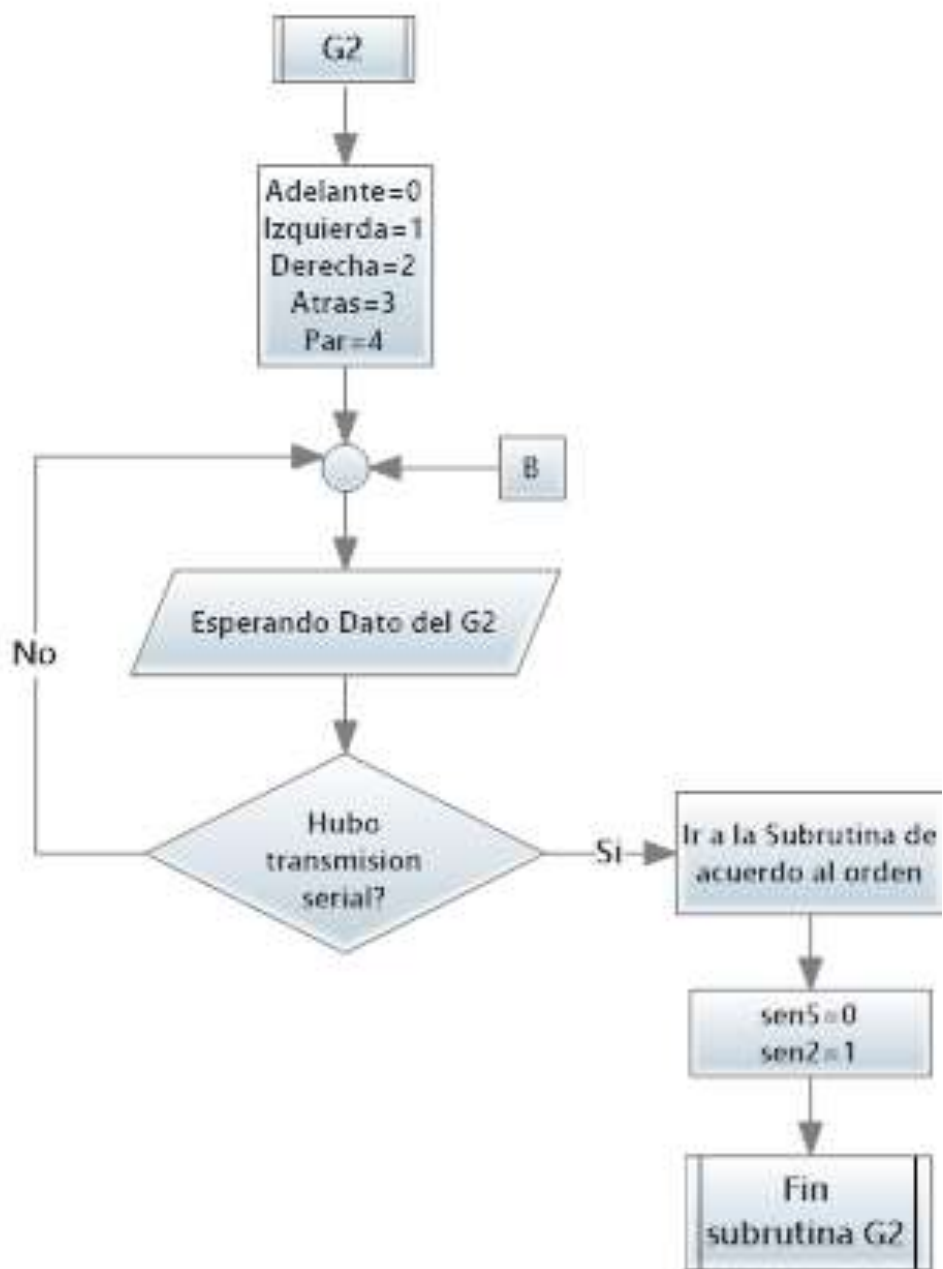 G2
Adelante=0
Izquierda=1
Derecha=2
Atras=3
Par=4
B
Esperando Dato del G2
No
Hubo
transmision
serial?
Si
Ir a la Subrutina de
acuerdo al orden
sen5=0
sen2=1
Fin
subrutina G2